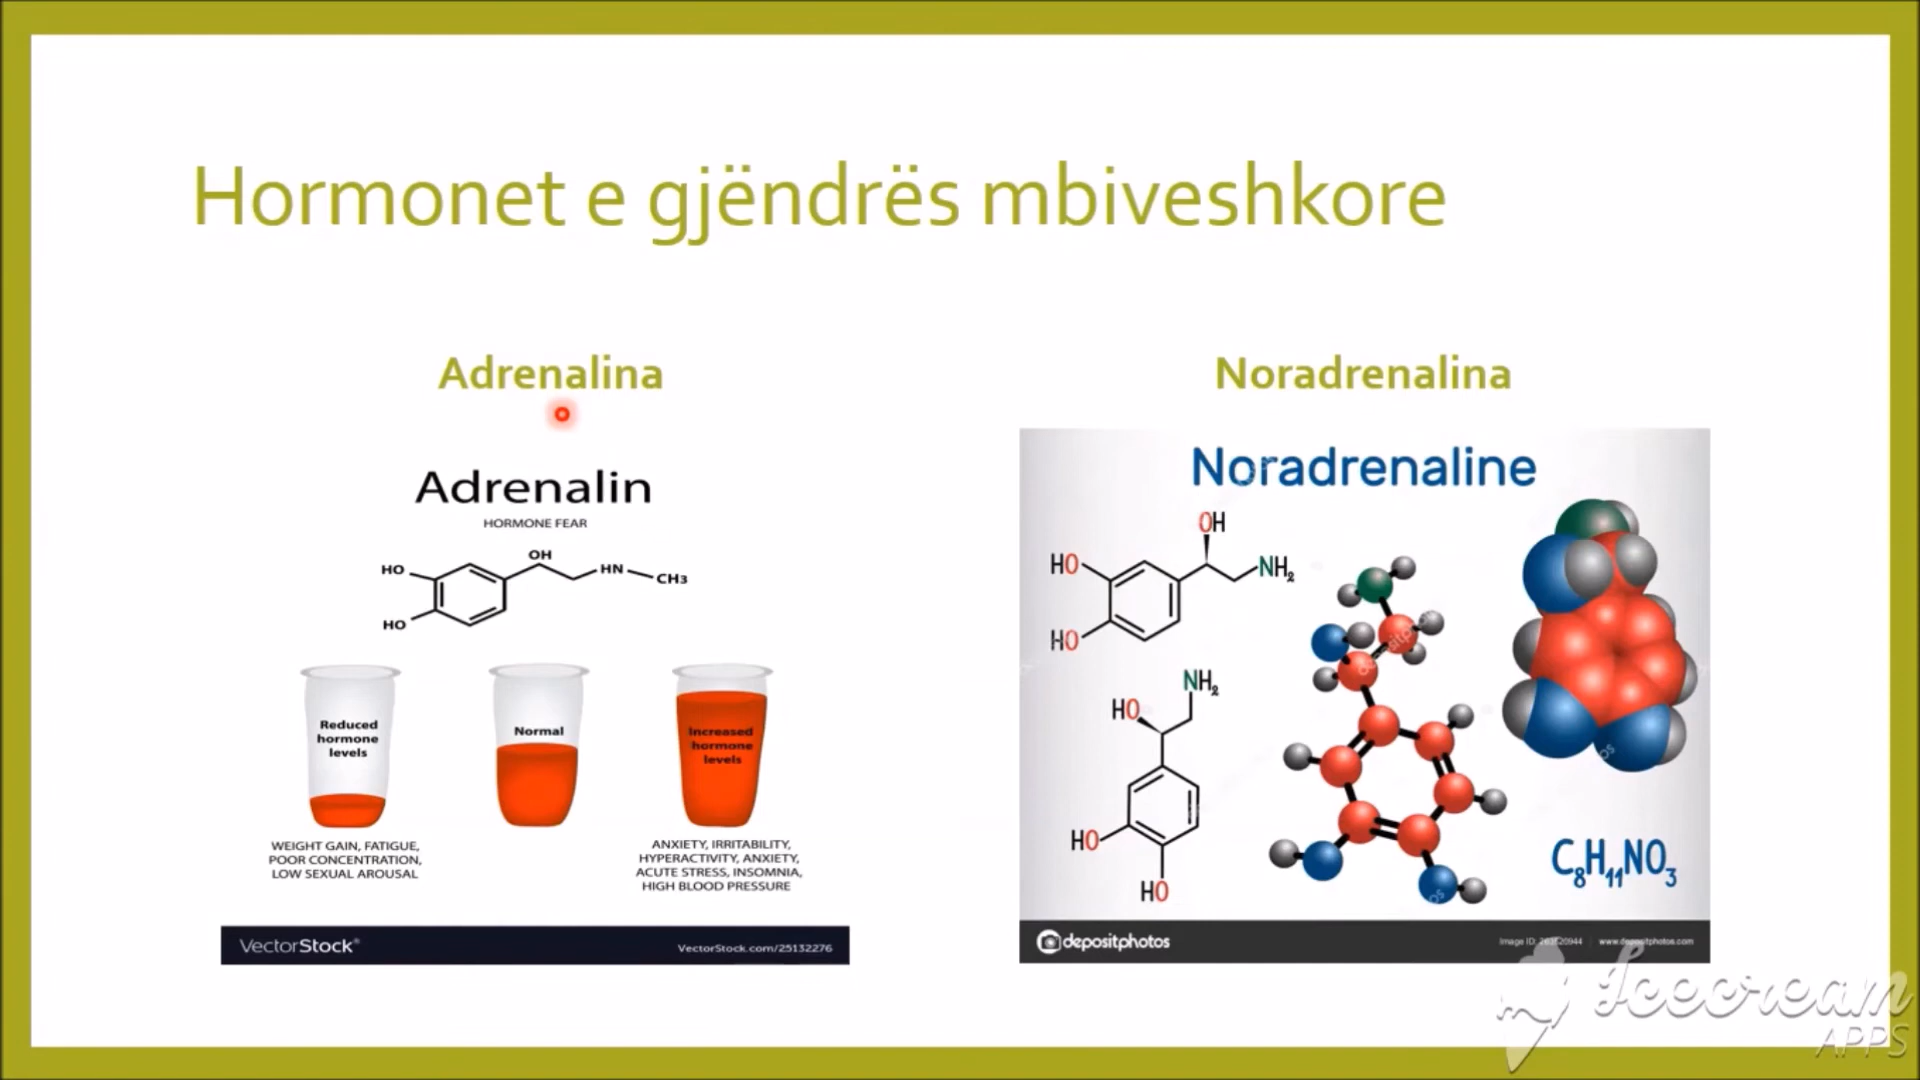 Hormonet e gjëndrës mbiveshkore
Adrenalina
Adrenalin
HORMONE FEAR
OH
HO
HN
CH3
HO
Reduced
hormone
levels
Normal
Increased
hormone
levels
WEIGHT GAIN, FATIGUE,
POOR CONCENTRATION,
LOW SEXUAL AROUSAL
ANXIETY, IRRITABILITY,
HYPERACTIVITY, ANXIETY,
ACUTE STRESS, INSOMNIA,
HIGH BLOOD PRESSURE
VectorStock®
VectorStock.com/25132276
Noradrenalina
Noradrenaline
OH
HO
NH₂
HO
NH₂
HO
HO
HO
C₈H₁₁NO₃
depositphotos
Image ID:
www.depositphotos.com
Icecream
APPS